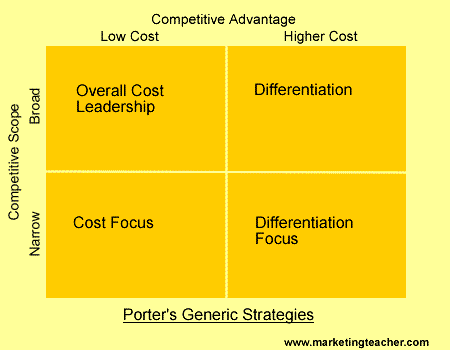 Competitive Advantage
Low Cost
Higher Cost
Competitive Scope
Broad
Overall Cost
Leadership
Differentiation
Narrow
Cost Focus
Differentiation
Focus
Porter's Generic Strategies
www.marketingteacher.com